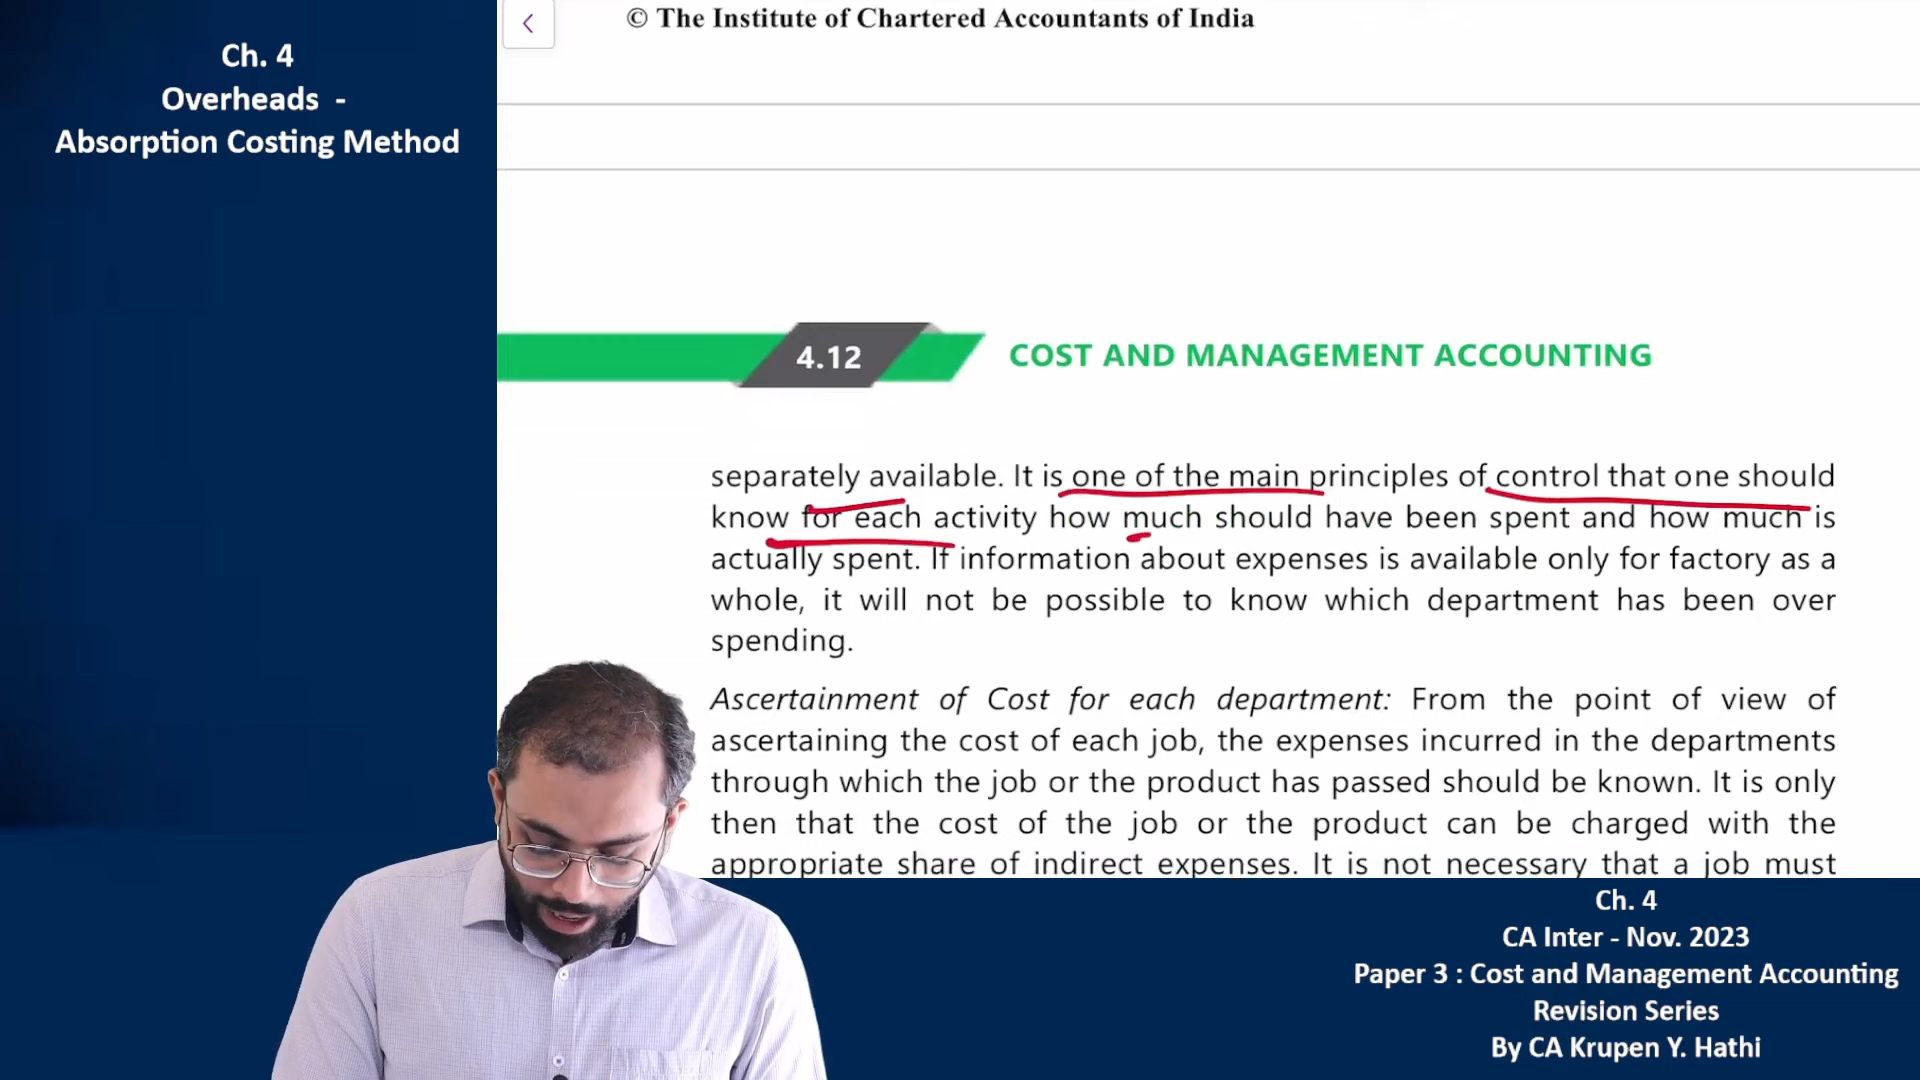 Ch. 4
Overheads -
Absorption Costing Method
© The Institute of Chartered Accountants of India
4.12
COST AND MANAGEMENT ACCOUNTING
separately available. It is one of the main principles of control that one should
know for each activity how much should have been spent and how much is
actually spent. If information about expenses is available only for factory as a
whole, it will not be possible to know which department has been over
spending.
Ascertainment of Cost for each department: From the point of view of
ascertaining the cost of each job, the expenses incurred in the departments
through which the job or the product has passed should be known. It is only
then that the cost of the job or the product can be charged with the
appropriate share of indirect expenses. It is not necessary that a job must
Ch. 4
CA Inter - Nov. 2023
Paper 3 : Cost and Management Accounting
Revision Series
By CA Krupen Y. Hathi